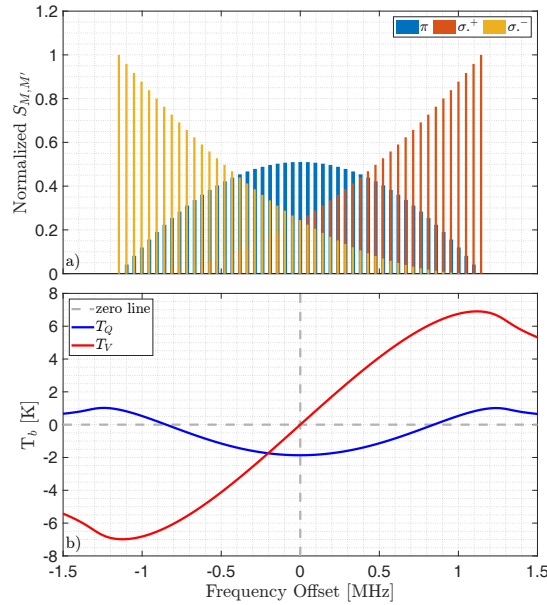 1.2
1
0.8
0.6
0.4
0.2
0
Normalized S_{M,M'}
π σ.⁺ σ.⁻
a)
8
6
4
2
0
-2
-4
-6
-8
T_b [K]
zero line
T_Q
T_V
b)
-1.5 -1 -0.5 0 0.5 1 1.5
Frequency Offset [MHz]